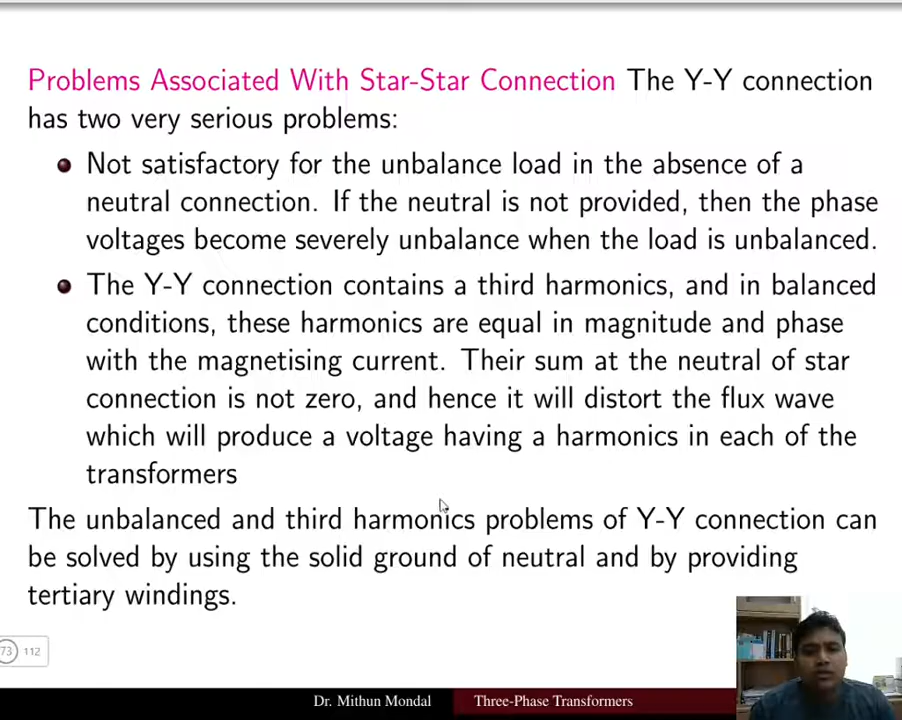 Problems Associated With Star-Star Connection The Y-Y connection
has two very serious problems:
Not satisfactory for the unbalance load in the absence of a
neutral connection. If the neutral is not provided, then the phase
voltages become severely unbalance when the load is unbalanced.
The Y-Y connection contains a third harmonics, and in balanced
conditions, these harmonics are equal in magnitude and phase
with the magnetising current. Their sum at the neutral of star
connection is not zero, and hence it will distort the flux wave
which will produce a voltage having a harmonics in each of the
transformers
The unbalanced and third harmonics problems of Y-Y connection can
be solved by using the solid ground of neutral and by providing
tertiary windings.
73 112
Dr. Mithun Mondal Three-Phase Transformers